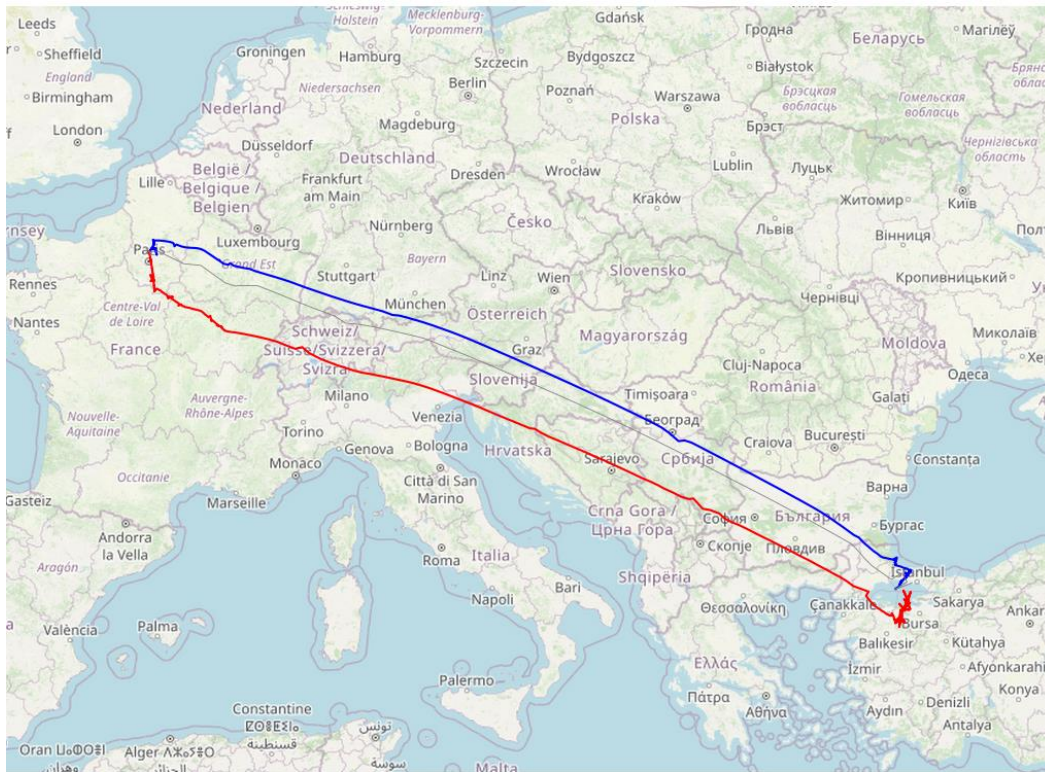 Leeds
Schleswig-
Holstein
Mecklenburg-
Vorpommern
Gdańsk
Гродна
Беларусь
Sheffield
England
Groningen
Hamburg
Szczecin
Bydgoszcz
Białystok
Birmingham
Nederland
Niedersachsen
Berlin
Poznań
Warszawa
Брэсцкая
вобласць
Гомельская
вобласць
London
Magdeburg
Polska
Брэст
Düsseldorf
Lille
België /
Belgique /
Belgien
Deutschland
Dresden
Wrocław
Lublin
Луцьк
Frankfurt
am Main
Kraków
Житомир
Київ
Česko
Nürnberg
Львів
Вінниця
Luxembourg
Paris
Grand Est
Bayern
Rennes
Stuttgart
Linz
Wien
Slovensko
Кропивницький
Centre-Val
de Loire
München
Чернівці
Nantes
Österreich
France
Schweiz/
Suisse/Svizzera/
Svizra
Magyarország
Moldova
Миколаїв
Graz
Cluj-Napoca
Slovenija
România
Одеса
Auvergne-
Rhône-Alpes
Milano
Timișoara
Galați
Nouvelle-
Aquitaine
Torino
Venezia
Београд
Genova
Bologna
Hrvatska
Craiova
București
Србија
Monaco
Sarajevo
Constanța
Occitanie
Città di San
Marino
Marseille
Gasteiz
Варна
Crna Gora /
Црна Гора
София
България
Бургас
Andorra
la Vella
Скопје
Пловдив
Roma
Italia
Aragón
İstanbul
Shqipëria
Bari
Napoli
Θεσσαλονίκη
Çanakkale
Sakarya
Bursa
València
Palma
Balıkesir
Kütahya
Ελλάς
İzmir
Afyonkarahi
Konya
Palermo
Πάτρα
Αθήνα
Denizli
Aydın
Constantine
Antalya
تونس
قسنطينة
Oran
Alger
سوسة
Malta